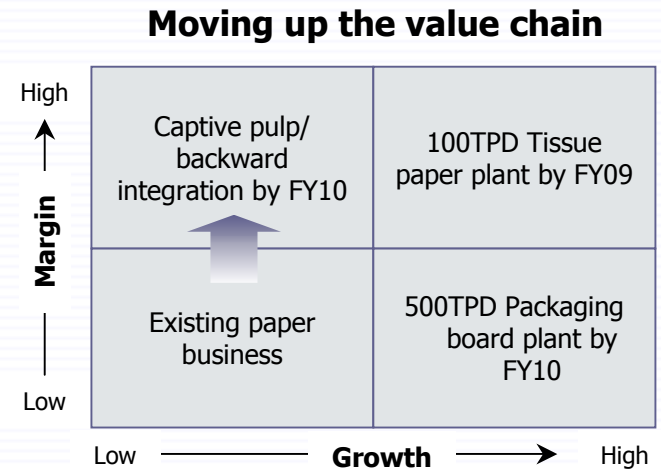 Moving up the value chain
High
Margin
Low
Captive pulp/
backward
integration by FY10
100TPD Tissue
paper plant by FY09
Existing paper
business
500TPD Packaging
board plant by
FY10
Low
Growth
High